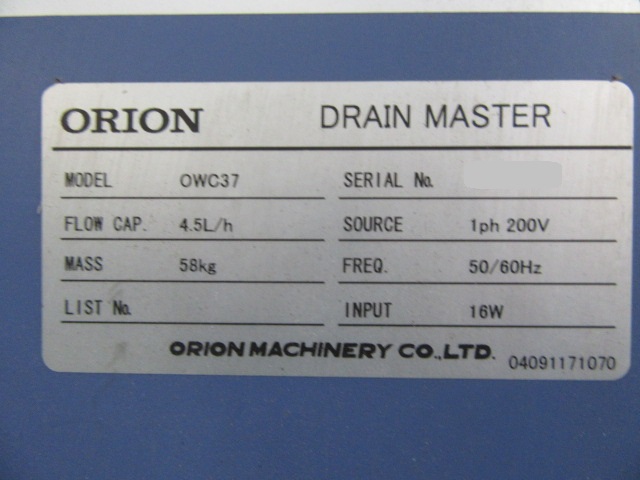 ORION DRAIN MASTER
MODEL OWC37 SERIAL No.
FLOW CAP. 4.5L/h SOURCE 1ph 200V
MASS 58kg FREQ. 50/60Hz
LIST No. INPUT 16W
ORION MACHINERY CO.,LTD. 04091171070